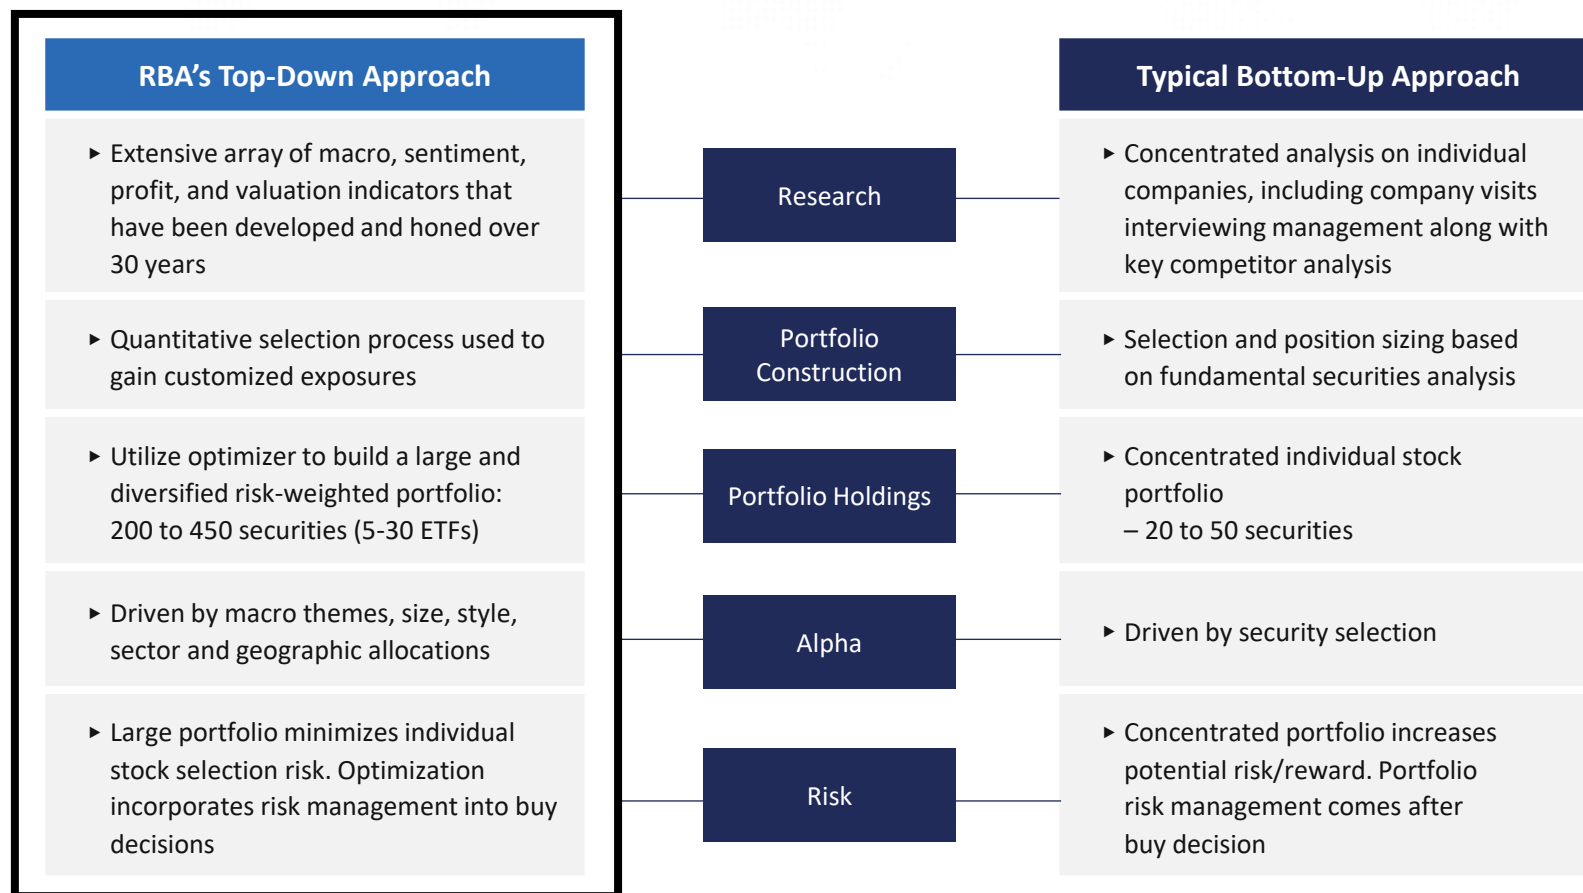 RBA's Top-Down Approach
▸ Extensive array of macro, sentiment,
profit, and valuation indicators that
have been developed and honed over
30 years
▸ Quantitative selection process used to
gain customized exposures
▸ Utilize optimizer to build a large and
diversified risk-weighted portfolio:
200 to 450 securities (5-30 ETFs)
▸ Driven by macro themes, size, style,
sector and geographic allocations
▸ Large portfolio minimizes individual
stock selection risk. Optimization
incorporates risk management into buy
decisions
Research
Portfolio
Construction
Portfolio Holdings
Alpha
Risk
Typical Bottom-Up Approach
▸ Concentrated analysis on individual
companies, including company visits
interviewing management along with
key competitor analysis
▸ Selection and position sizing based
on fundamental securities analysis
▸ Concentrated individual stock
portfolio
– 20 to 50 securities
▸ Driven by security selection
▸ Concentrated portfolio increases
potential risk/reward. Portfolio
risk management comes after
buy decision